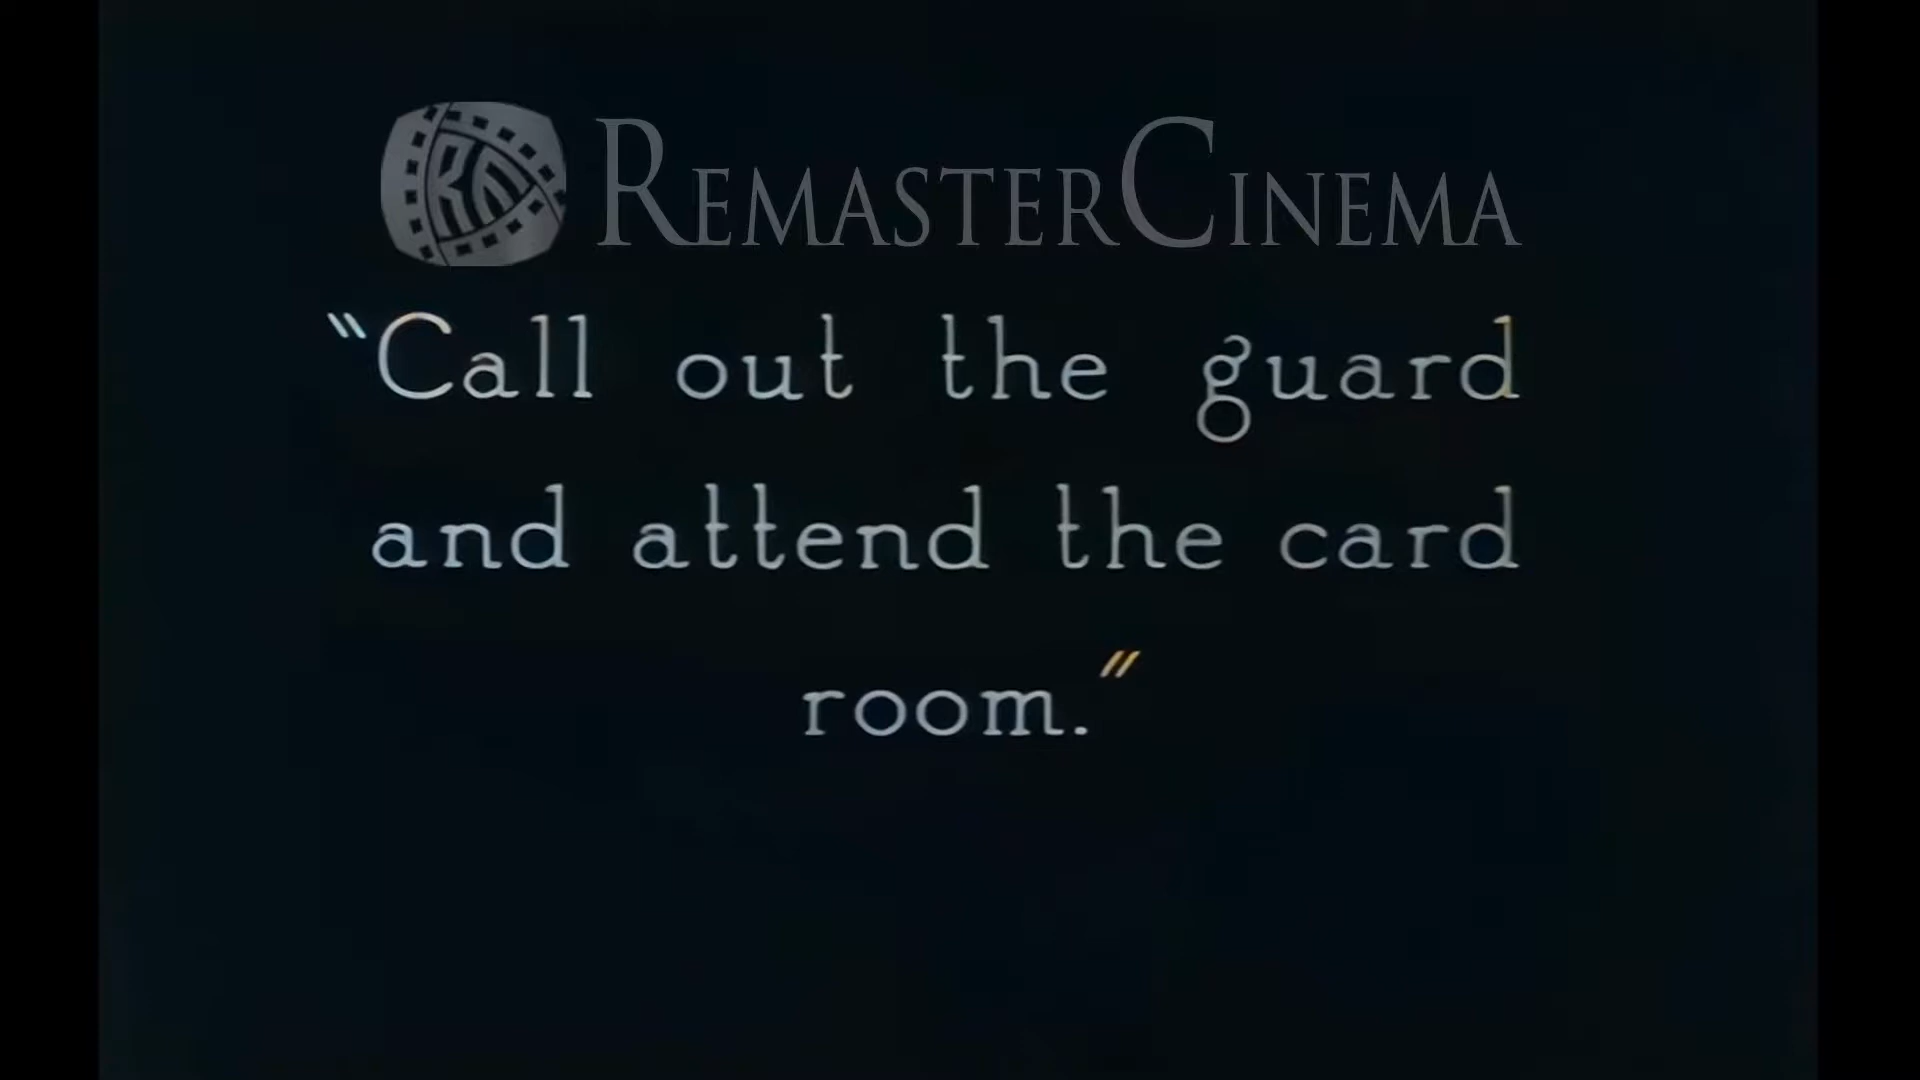 RemasterCinema
“Call out the guard
and attend the card
room.”